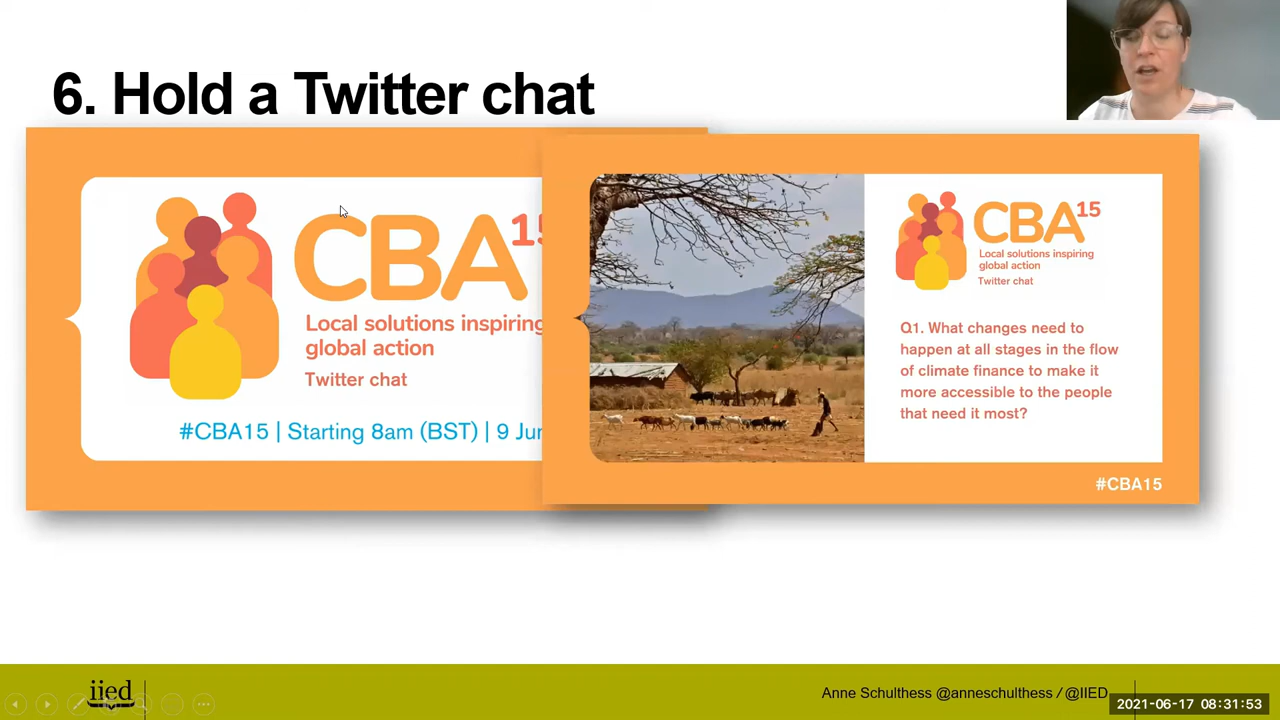 6. Hold a Twitter chat
CBA
Local solutions inspiring
global action
Twitter chat
#CBA15 | Starting 8am (BST) | 9
CBA15
Local solutions inspiring
global action
Twitter chat
Q1. What changes need to
happen at all stages in the flow
of climate finance to make it
more accessible to the people
that need it most?
#CBA15
iied
Anne Schulthess @anneschulthess / @IIED
2021-06-17 08:31:53